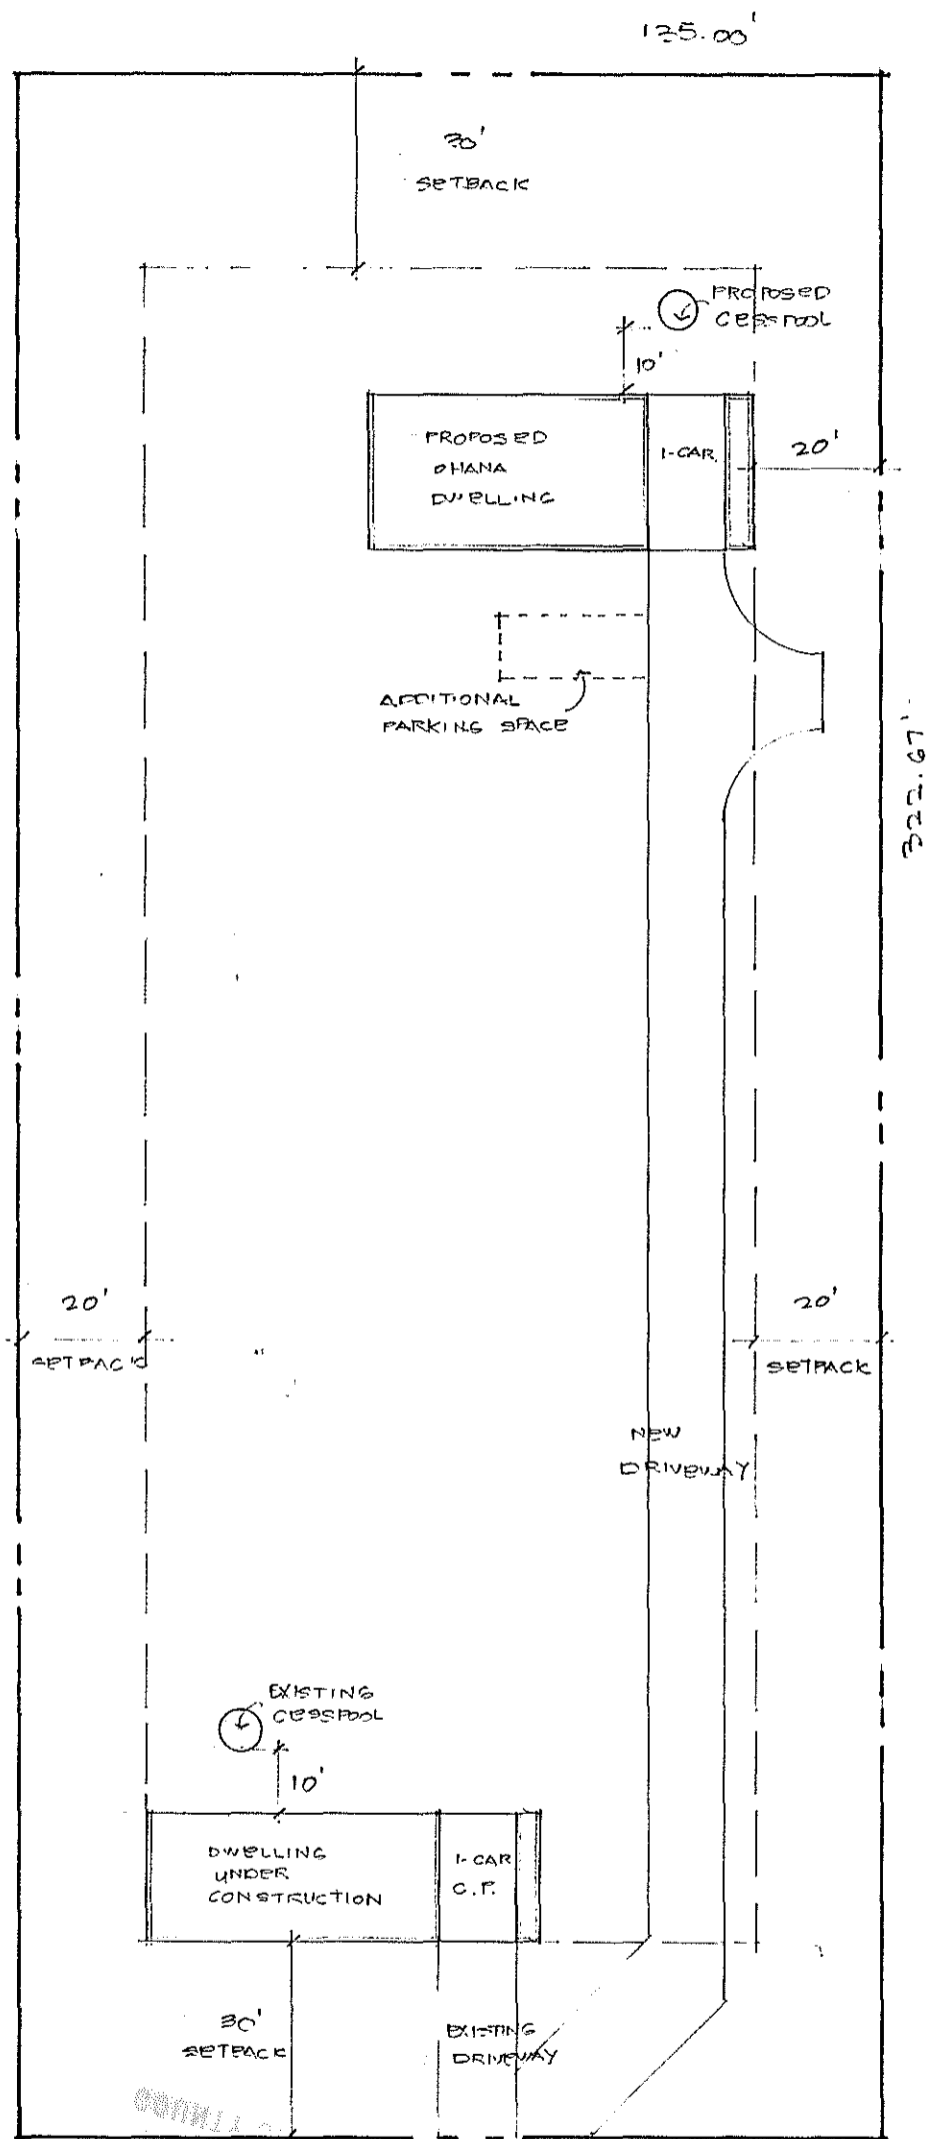 125.00'
30'
SETBACK
PROPOSED
CESSPOOL
10'
PROPOSED
OHANA
DWELLING
1-CAR
20'
ADDITIONAL
PARKING SPACE
322.67'
20'
SETBACK
20'
SETBACK
NEW
DRIVEWAY
EXISTING
CESSPOOL
10'
DWELLING
UNDER
CONSTRUCTION
1-CAR
C.P.
30'
SETBACK
EXISTING
DRIVEWAY